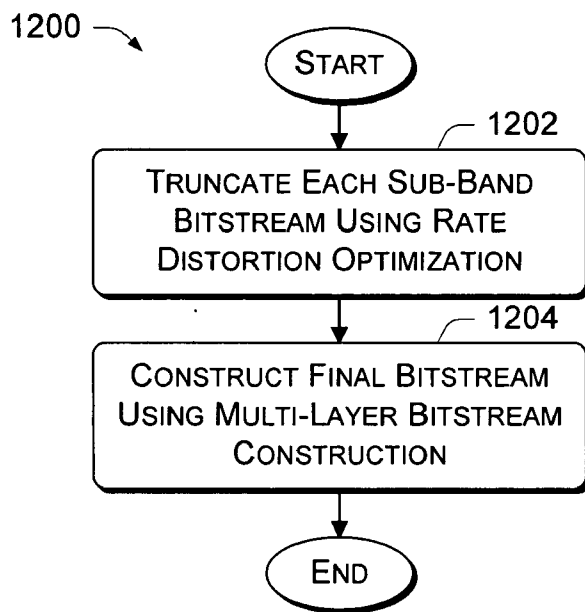 1200
START
1202
TRUNCATE EACH SUB-BAND
BITSTREAM USING RATE
DISTORTION OPTIMIZATION
1204
CONSTRUCT FINAL BITSTREAM
USING MULTI-LAYER BITSTREAM
CONSTRUCTION
END